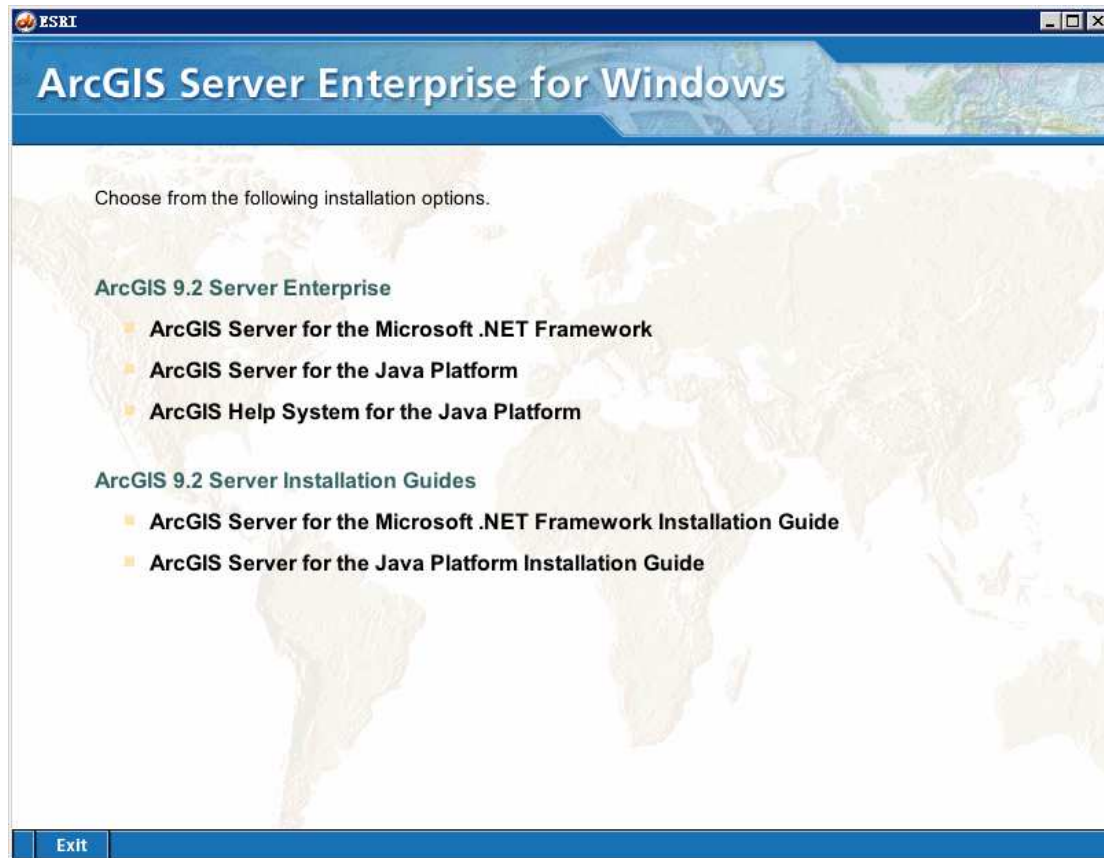 ESRI
ArcGIS Server Enterprise for Windows
Choose from the following installation options.
ArcGIS 9.2 Server Enterprise
ArcGIS Server for the Microsoft .NET Framework
ArcGIS Server for the Java Platform
ArcGIS Help System for the Java Platform
ArcGIS 9.2 Server Installation Guides
ArcGIS Server for the Microsoft .NET Framework Installation Guide
ArcGIS Server for the Java Platform Installation Guide
Exit